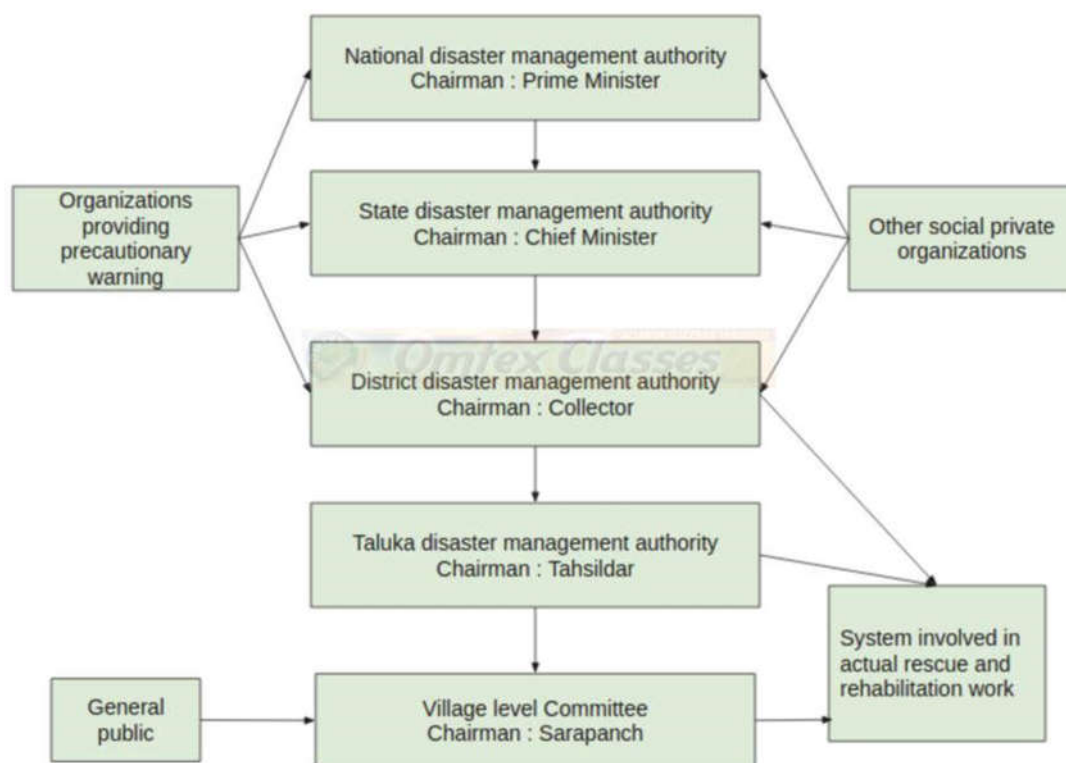 National disaster management authority
Chairman : Prime Minister
Organizations
providing
precautionary
warning
State disaster management authority
Chairman : Chief Minister
Other social private
organizations
Omtex Classes
District disaster management authority
Chairman : Collector
Taluka disaster management authority
Chairman : Tahsildar
System involved in
actual rescue and
rehabilitation work
General
public
Village level Committee
Chairman : Sarapanch